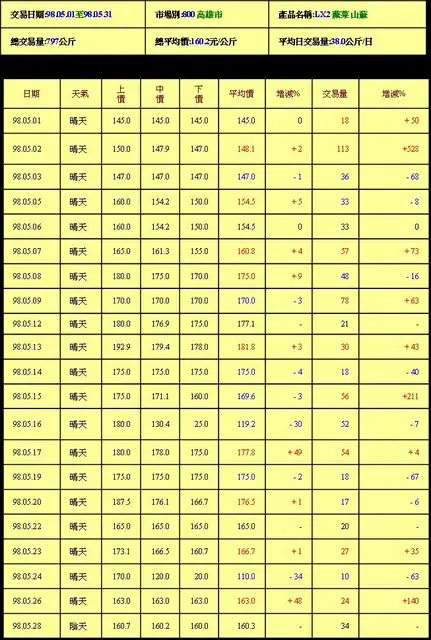 交易日期:98.05.01至98.05.31 市場別:800 高雄市 產品名稱:LX2 蕨菜 山蘇
總交易量:797公斤 總平均價:160.2元/公斤 平均日交易量:38.0公斤/日
日期 天氣 上價 中價 下價 平均價 增減% 交易量 增減%
98.05.01 晴天 145.0 145.0 145.0 145.0 0 18 +50
98.05.02 晴天 150.0 147.9 147.0 148.1 +2 113 +528
98.05.03 晴天 147.0 147.0 147.0 147.0 -1 36 -68
98.05.05 晴天 160.0 154.2 150.0 154.5 +5 33 -8
98.05.06 晴天 160.0 154.2 150.0 154.5 0 33 0
98.05.07 晴天 165.0 161.3 155.0 160.8 +4 57 +73
98.05.08 晴天 180.0 175.0 170.0 175.0 +9 48 -16
98.05.09 晴天 170.0 170.0 170.0 170.0 -3 78 +63
98.05.12 晴天 180.0 176.9 175.0 177.1 - 21 -
98.05.13 晴天 192.9 179.4 178.0 181.8 +3 30 +43
98.05.14 晴天 175.0 175.0 175.0 175.0 -4 18 -40
98.05.15 晴天 175.0 171.1 160.0 169.6 -3 56 +211
98.05.16 晴天 180.0 130.4 25.0 119.2 -30 52 -7
98.05.17 晴天 180.0 178.0 175.0 177.8 +49 54 +4
98.05.19 晴天 175.0 175.0 175.0 175.0 -2 18 -67
98.05.20 晴天 187.5 176.1 166.7 176.5 +1 17 -6
98.05.22 晴天 165.0 165.0 165.0 165.0 - 20 -
98.05.23 晴天 173.1 166.5 160.7 166.7 +1 27 +35
98.05.24 晴天 170.0 120.0 20.0 110.0 -34 10 -63
98.05.26 晴天 163.0 163.0 163.0 163.0 +48 24 +140
98.05.28 陰天 160.7 160.2 160.0 160.3 - 34 -